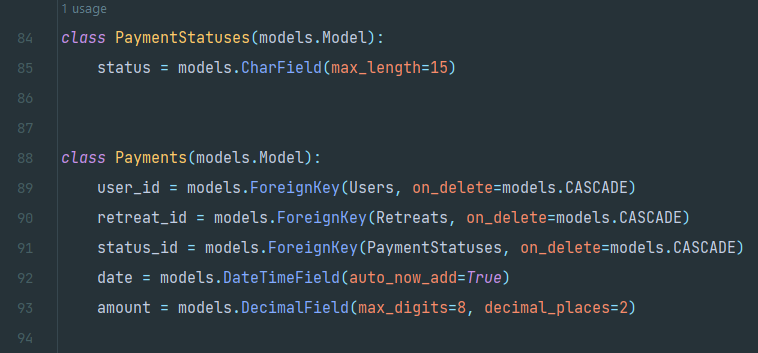 1 usage
84 class PaymentStatuses(models.Model):
85     status = models.CharField(max_length=15)
86
87
88 class Payments(models.Model):
89     user_id = models.ForeignKey(Users, on_delete=models.CASCADE)
90     retreat_id = models.ForeignKey(Retreats, on_delete=models.CASCADE)
91     status_id = models.ForeignKey(PaymentStatuses, on_delete=models.CASCADE)
92     date = models.DateTimeField(auto_now_add=True)
93     amount = models.DecimalField(max_digits=8, decimal_places=2)
94